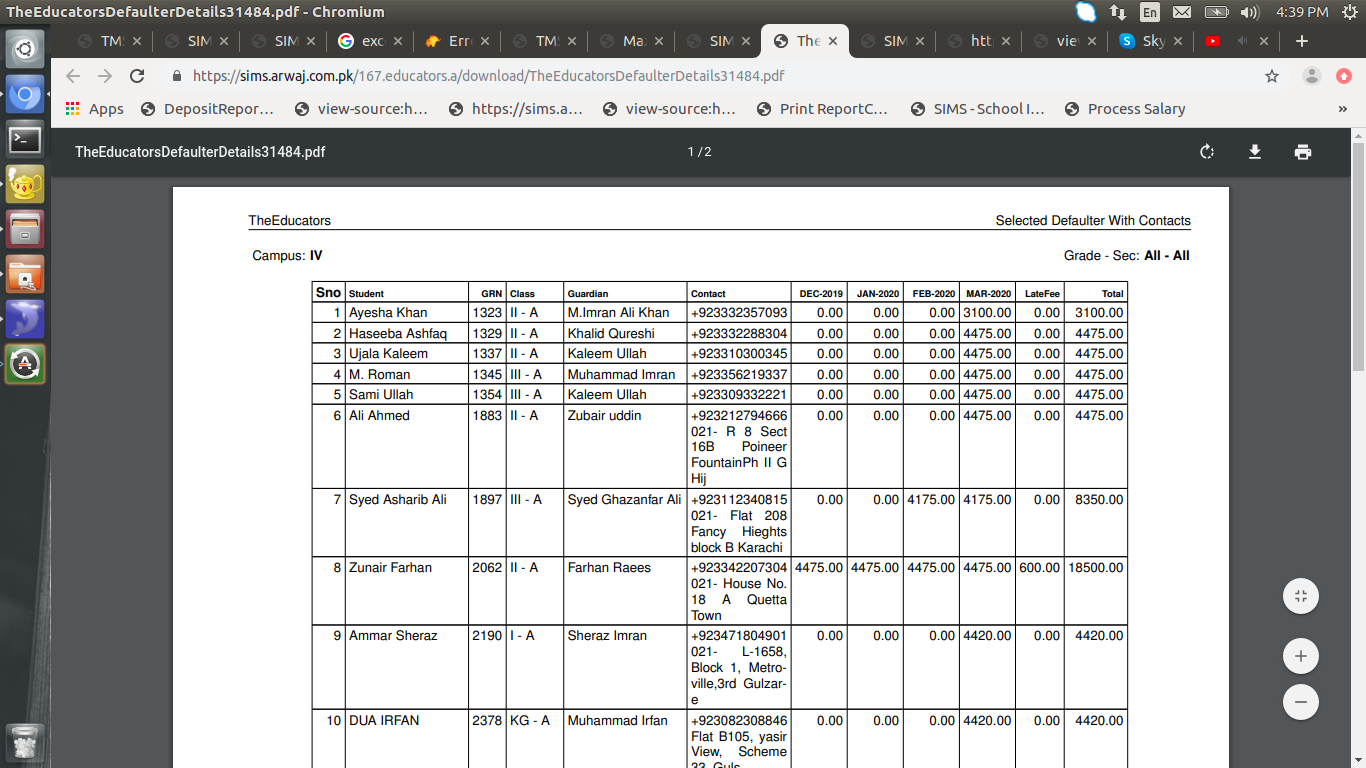 TheEducatorsDefaulterDetails31484.pdf - Chromium
En
4:39 PM
TMS
SIM
SIM
exc
Erro
TMS
Ma
SIM
The
SIM
htt
vie
Sky
https://sims.arwaj.com.pk/167.educators.a/download/TheEducatorsDefaulterDetails31484.pdf
Apps DepositRepor... view-source:h... https://sims.a... view-source:h... Print ReportC... SIMS - School I... Process Salary »
TheEducatorsDefaulterDetails31484.pdf 1 / 2
TheEducators Selected Defaulter With Contacts
Campus: IV Grade - Sec: All - All
Sno Student GRN Class Guardian Contact DEC-2019 JAN-2020 FEB-2020 MAR-2020 LateFee Total
1 Ayesha Khan 1323 II - A M.Imran Ali Khan +923332357093 0.00 0.00 0.00 3100.00 0.00 3100.00
2 Haseeba Ashfaq 1329 II - A Khalid Qureshi +923332288304 0.00 0.00 0.00 4475.00 0.00 4475.00
3 Ujala Kaleem 1337 II - A Kaleem Ullah +923310300345 0.00 0.00 0.00 4475.00 0.00 4475.00
4 M. Roman 1345 III - A Muhammad Imran +923356219337 0.00 0.00 0.00 4475.00 0.00 4475.00
5 Sami Ullah 1354 III - A Kaleem Ullah +923309332221 0.00 0.00 0.00 4475.00 0.00 4475.00
6 Ali Ahmed 1883 II - A Zubair uddin +923212794666 0.00 0.00 0.00 4475.00 0.00 4475.00
021- R 8 Sect
16B Poineer
FountainPh II G
Hij
7 Syed Asharib Ali 1897 III - A Syed Ghazanfar Ali +923112340815 0.00 0.00 4175.00 4175.00 0.00 8350.00
021- Flat 208
Fancy Hieghts
block B Karachi
8 Zunair Farhan 2062 II - A Farhan Raees +923342207304 4475.00 4475.00 4475.00 4475.00 600.00 18500.00
021- House No.
18 A Quetta
Town
9 Ammar Sheraz 2190 I - A Sheraz Imran +923471804901 0.00 0.00 0.00 4420.00 0.00 4420.00
021- L-1658,
Block 1, Metro-
ville,3rd Gulzar-
e
10 DUA IRFAN 2378 KG - A Muhammad Irfan +923082308846 0.00 0.00 0.00 4420.00 0.00 4420.00
Flat B105, yasir
View, Scheme